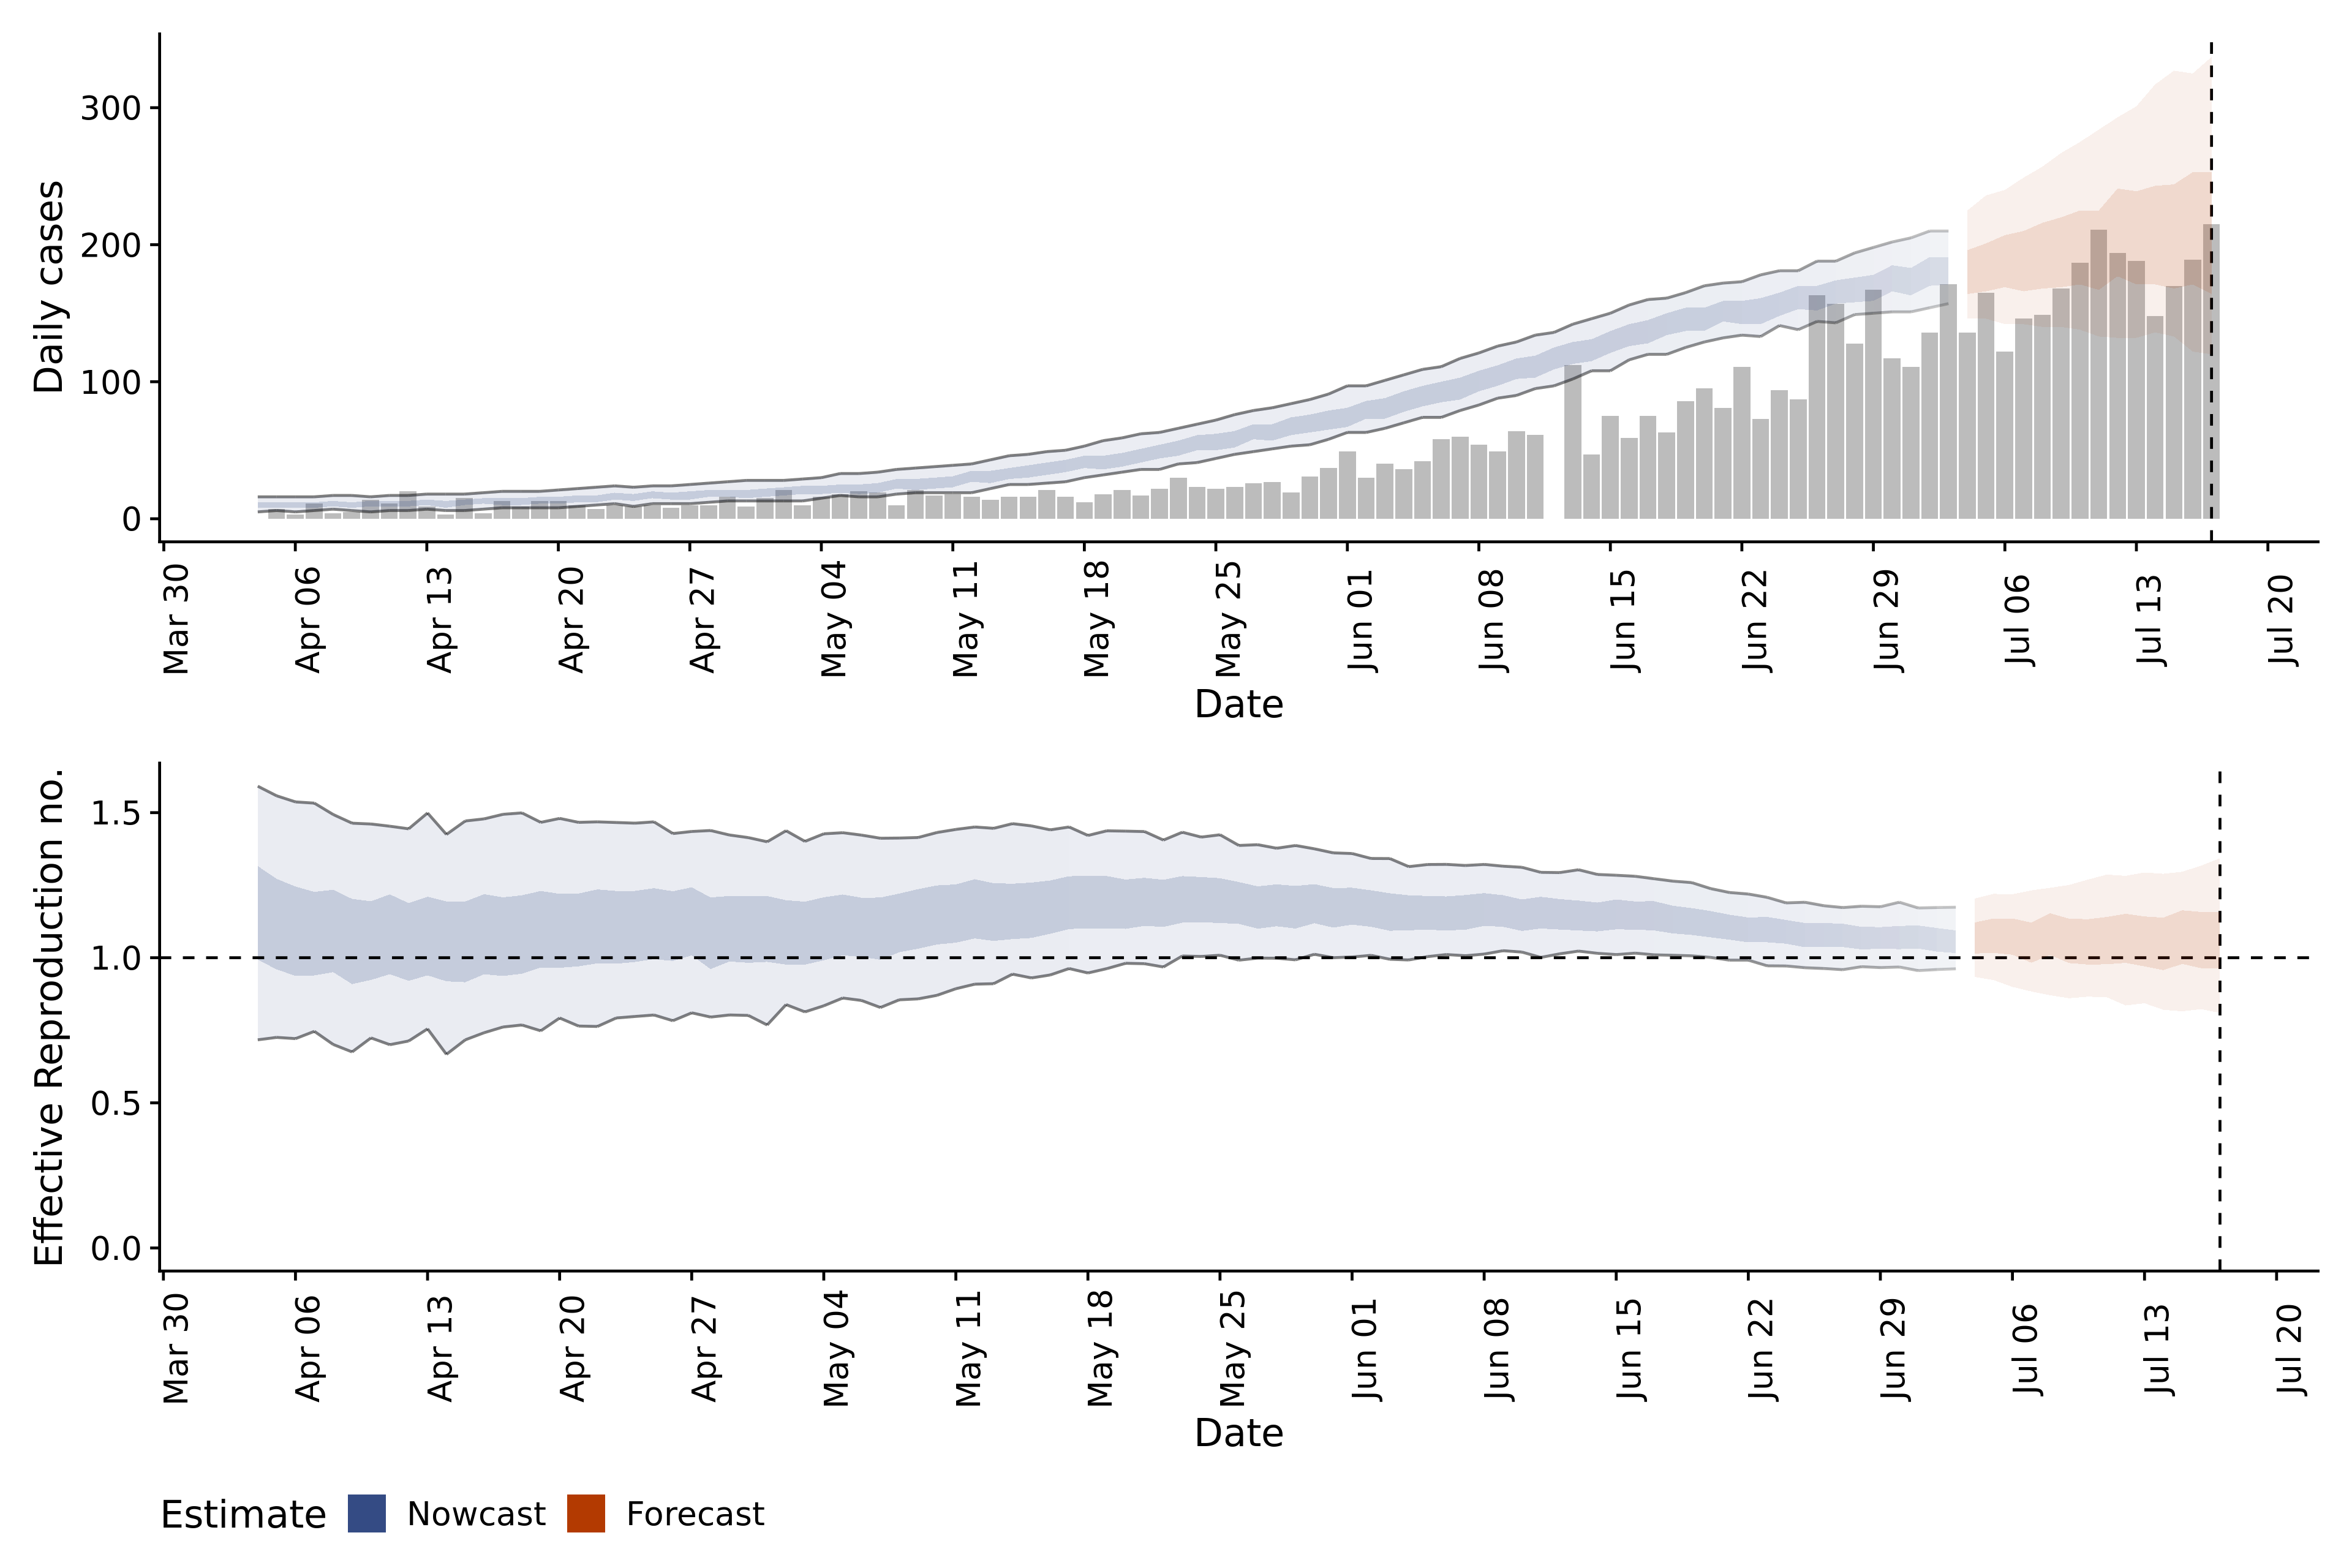 Daily cases
300
200
100
0
Mar 30
Apr 06
Apr 13
Apr 20
Apr 27
May 04
May 11
May 18
May 25
Jun 01
Jun 08
Jun 15
Jun 22
Jun 29
Jul 06
Jul 13
Jul 20
Date
Effective Reproduction no.
1.5
1.0
0.5
0.0
Mar 30
Apr 06
Apr 13
Apr 20
Apr 27
May 04
May 11
May 18
May 25
Jun 01
Jun 08
Jun 15
Jun 22
Jun 29
Jul 06
Jul 13
Jul 20
Date
Estimate Nowcast Forecast